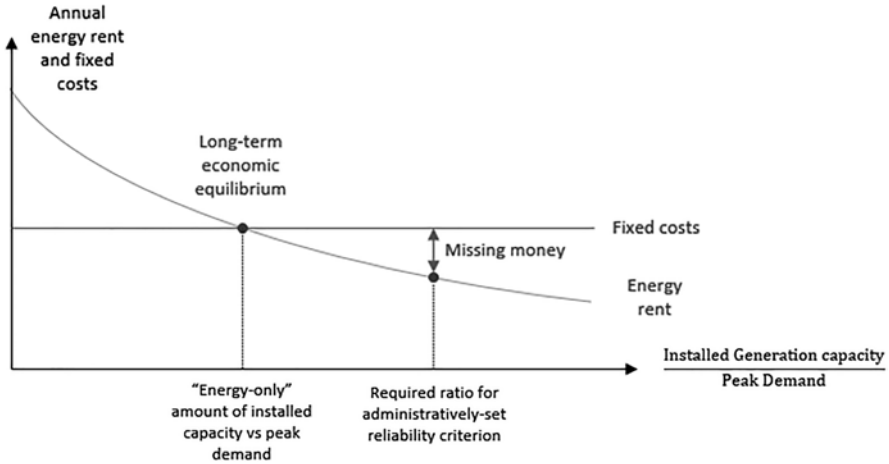 Annual
energy rent
and fixed
costs
Long-term
economic
equilibrium
Fixed costs
Missing money
Energy
rent
Installed Generation capacity
Peak Demand
“Energy-only”
amount of installed
capacity vs peak
demand
Required ratio for
administratively-set
reliability criterion